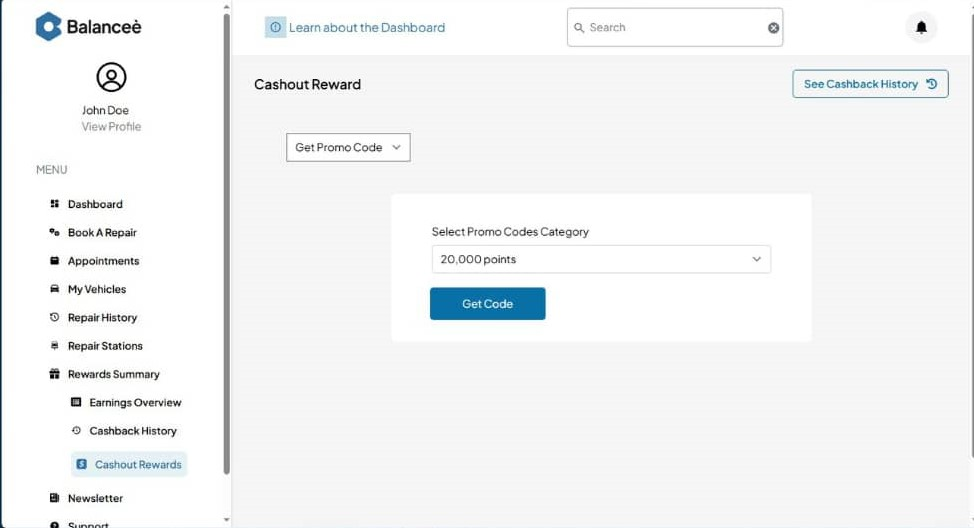 Balanceè
John Doe
View Profile
MENU
Dashboard
Book A Repair
Appointments
My Vehicles
Repair History
Repair Stations
Rewards Summary
Earnings Overview
Cashback History
Cashout Rewards
Newsletter
Support
Learn about the Dashboard
Search
Cashout Reward
See Cashback History
Get Promo Code
Select Promo Codes Category
20,000 points
Get Code